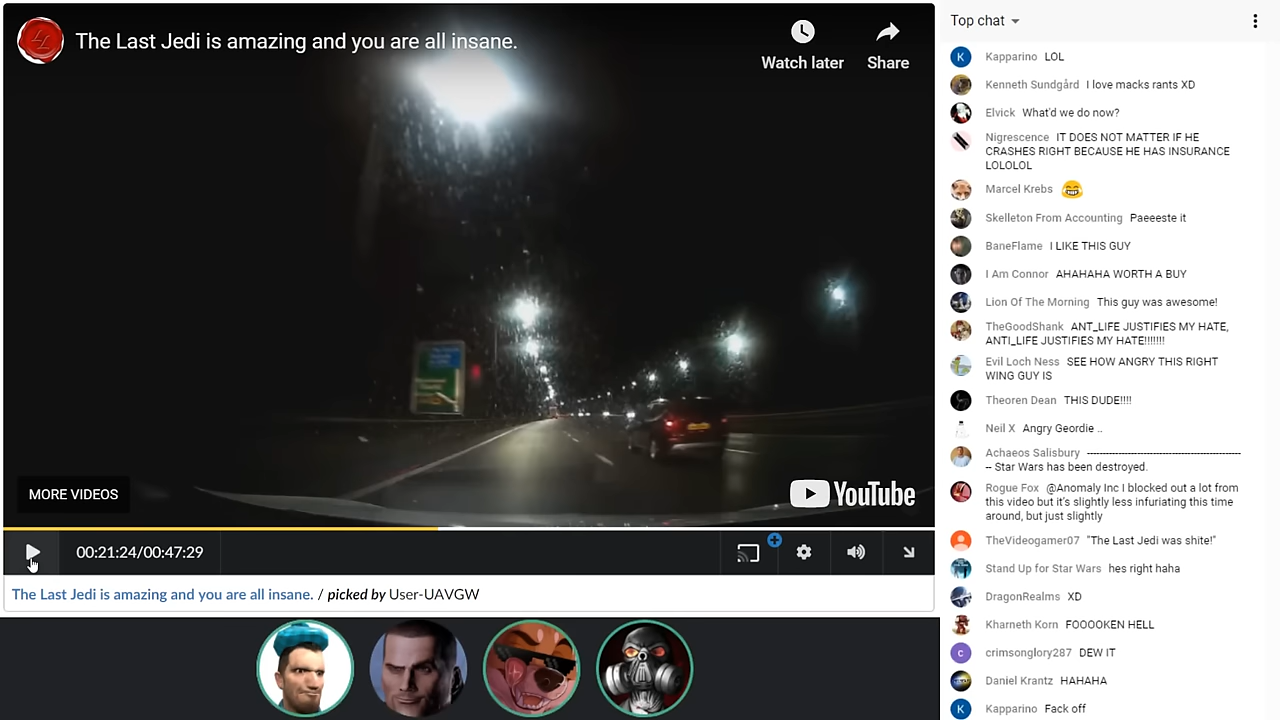 The Last Jedi is amazing and you are all insane.
Watch later
Share
MORE VIDEOS
YouTube
00:21:24/00:47:29
The Last Jedi is amazing and you are all insane. / picked by User-UAVGW
Top chat
K Kapparino LOL
Kenneth Sundgård I love macks rants XD
Elvick What'd we do now?
Nigrescence IT DOES NOT MATTER IF HE
CRASHES RIGHT BECAUSE HE HAS INSURANCE
LOLOLOL
Marcel Krebs 😂
Skelleton From Accounting Paeeeste it
BaneFlame I LIKE THIS GUY
I Am Connor AHAHAHA WORTH A BUY
Lion Of The Morning This guy was awesome!
TheGoodShank ANT_LIFE JUSTIFIES MY HATE,
ANTI_LIFE JUSTIFIES MY HATE!!!!!!!
Evil Loch Ness SEE HOW ANGRY THIS RIGHT
WING GUY IS
Theoren Dean THIS DUDE!!!!
Neil X Angry Geordie ..
Achaeos Salisbury --------------------------------------------------
-- Star Wars has been destroyed.
Rogue Fox @Anomaly Inc I blocked out a lot from
this video but it's slightly less infuriating this time
around, but just slightly
TheVideogamer07 "The Last Jedi was shite!"
Stand Up for Star Wars hes right haha
DragonRealms XD
Kharneth Korn FOOOOKEN HELL
c crimsonglory287 DEW IT
Daniel Krantz HAHAHA
K Kapparino Fack off